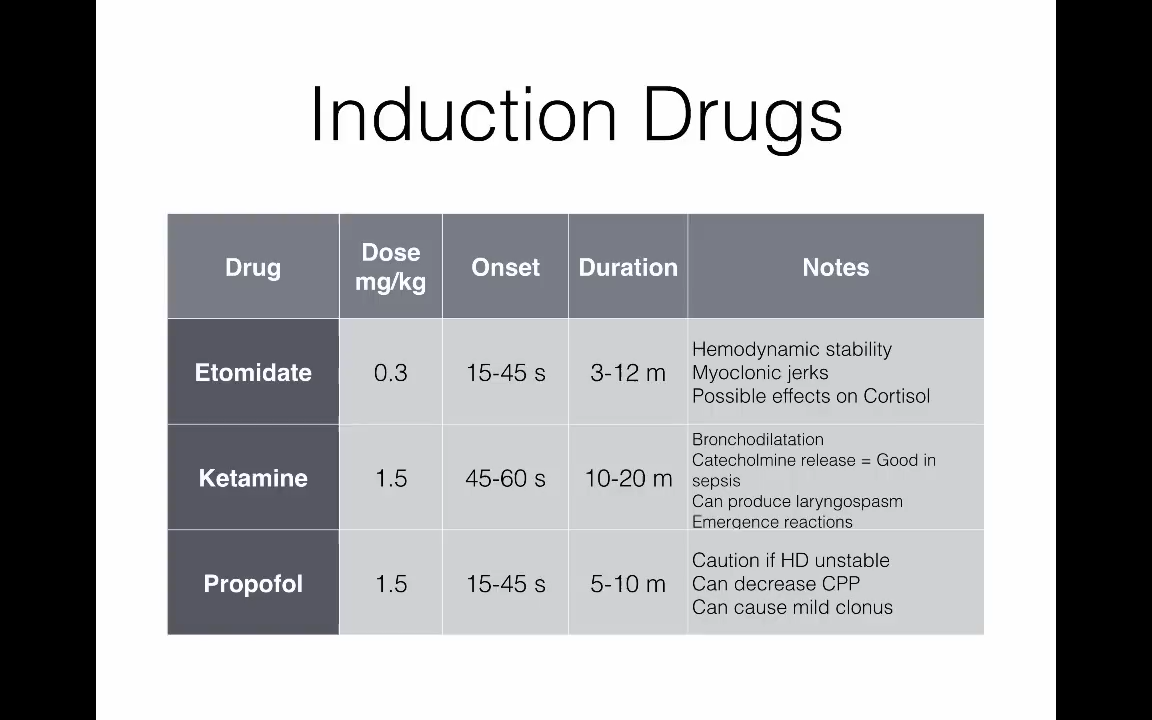 Induction Drugs
Drug
Dose
mg/kg
Onset
Duration
Notes
Etomidate
0.3
15-45 s
3-12 m
Hemodynamic stability
Myoclonic jerks
Possible effects on Cortisol
Ketamine
1.5
45-60 s
10-20 m
Bronchodilatation
Catecholmine release = Good in
sepsis
Can produce laryngospasm
Emergence reactions
Propofol
1.5
15-45 s
5-10 m
Caution if HD unstable
Can decrease CPP
Can cause mild clonus